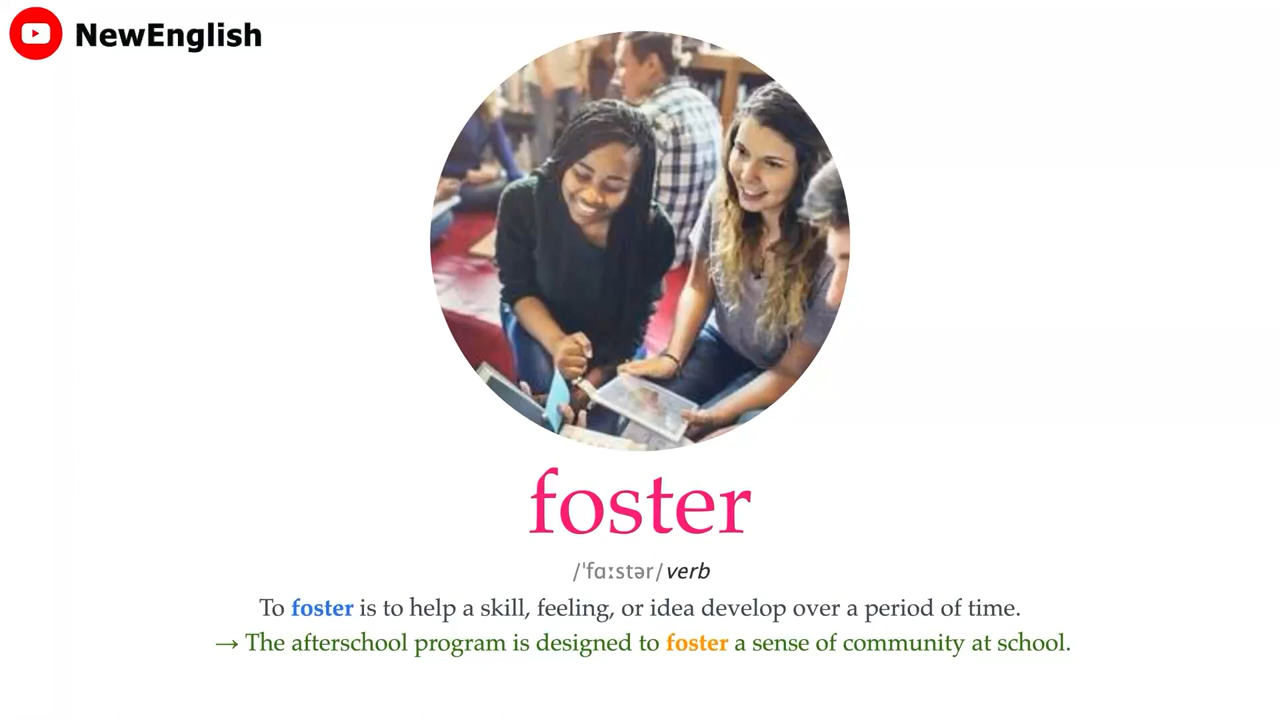 NewEnglish
foster
/ˈfɑːstər/ verb
To foster is to help a skill, feeling, or idea develop over a period of time.
→ The afterschool program is designed to foster a sense of community at school.